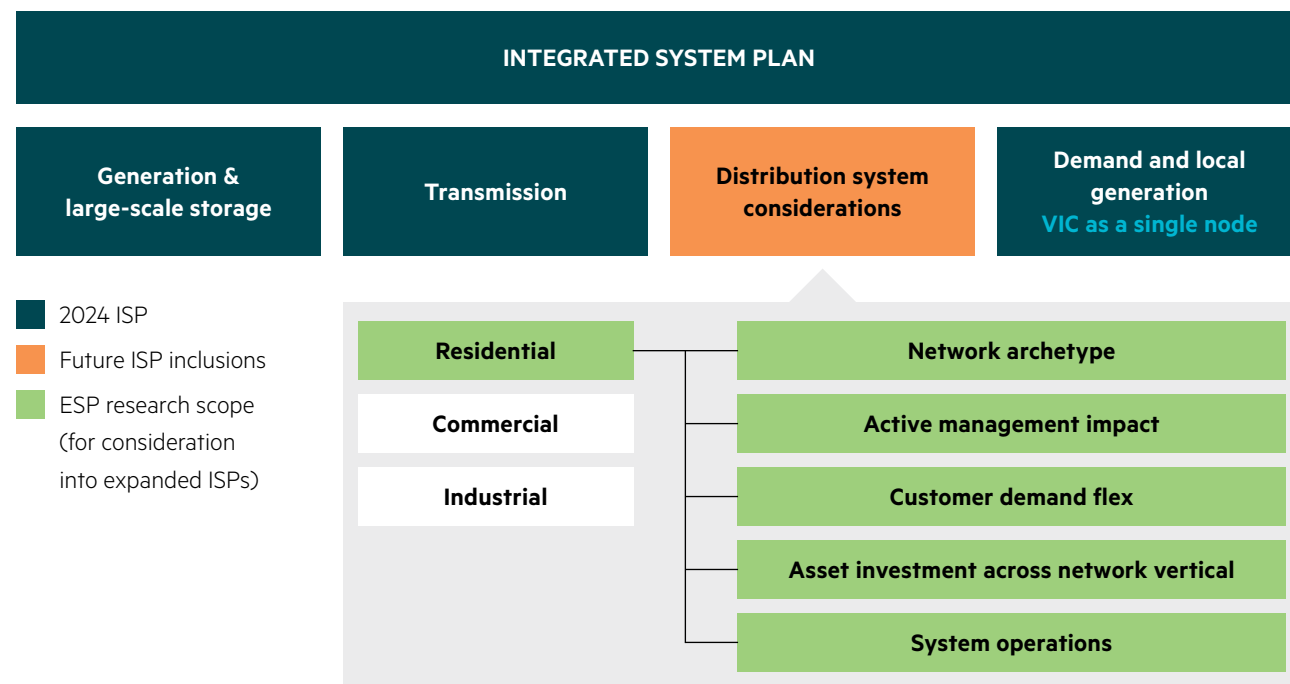 INTEGRATED SYSTEM PLAN
Generation &
large-scale storage
Transmission
Distribution system
considerations
Demand and local
generation
VIC as a single node
2024 ISP
Future ISP inclusions
ESP research scope
(for consideration
into expanded ISPs)
Residential
Commercial
Industrial
Network archetype
Active management impact
Customer demand flex
Asset investment across network vertical
System operations